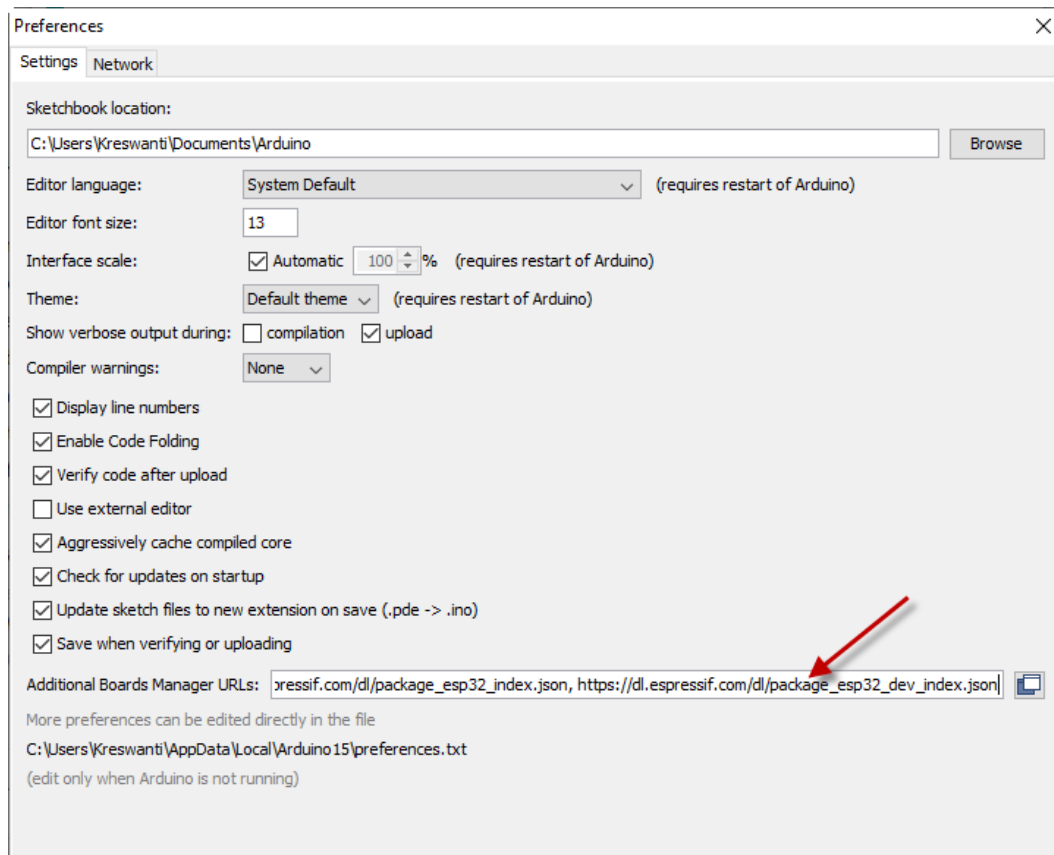 Preferences
Settings Network
Sketchbook location:
C:\Users\Kreswanti\Documents\Arduino Browse
Editor language: System Default (requires restart of Arduino)
Editor font size: 13
Interface scale: Automatic 100 % (requires restart of Arduino)
Theme: Default theme (requires restart of Arduino)
Show verbose output during: compilation upload
Compiler warnings: None
Display line numbers
Enable Code Folding
Verify code after upload
Use external editor
Aggressively cache compiled core
Check for updates on startup
Update sketch files to new extension on save (.pde -> .ino)
Save when verifying or uploading
Additional Boards Manager URLs: pressif.com/dl/package_esp32_index.json, https://dl.espressif.com/dl/package_esp32_dev_index.json
More preferences can be edited directly in the file
C:\Users\Kreswanti\AppData\Local\Arduino15\preferences.txt
(edit only when Arduino is not running)